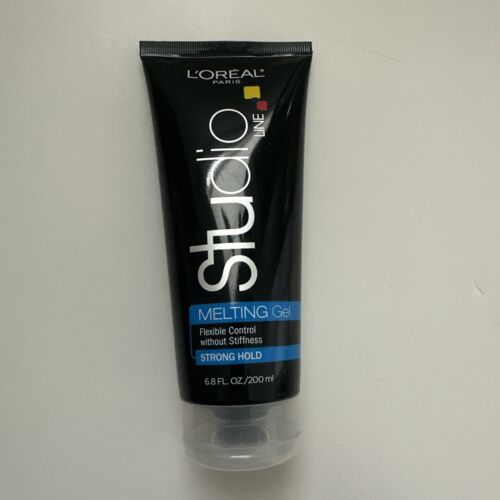 L'ORÉAL
PARIS
studio
LINE
MELTING Gel
Flexible Control
without Stiffness
STRONG HOLD
6.8 FL. OZ./200 ml